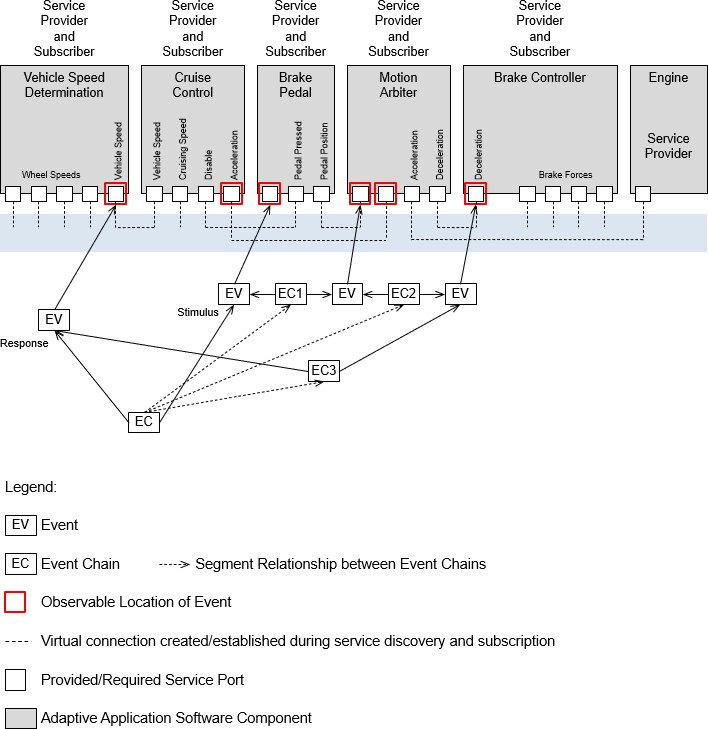 Service
Provider
and
Subscriber
Service
Provider
and
Subscriber
Service
Provider
and
Subscriber
Service
Provider
and
Subscriber
Service
Provider
and
Subscriber
Vehicle Speed
Determination
Cruise
Control
Brake
Pedal
Motion
Arbiter
Brake Controller
Engine
Wheel Speeds
Vehicle Speed
Vehicle Speed
Cruising Speed
Disable
Acceleration
Pedal Pressed
Pedal Position
Acceleration
Deceleration
Deceleration
Brake Forces
Service
Provider
EV
EC1
EV
EC2
EV
Stimulus
EV
Response
EC3
EC
Legend:
EV Event
EC Event Chain
Segment Relationship between Event Chains
Observable Location of Event
Virtual connection created/established during service discovery and subscription
Provided/Required Service Port
Adaptive Application Software Component